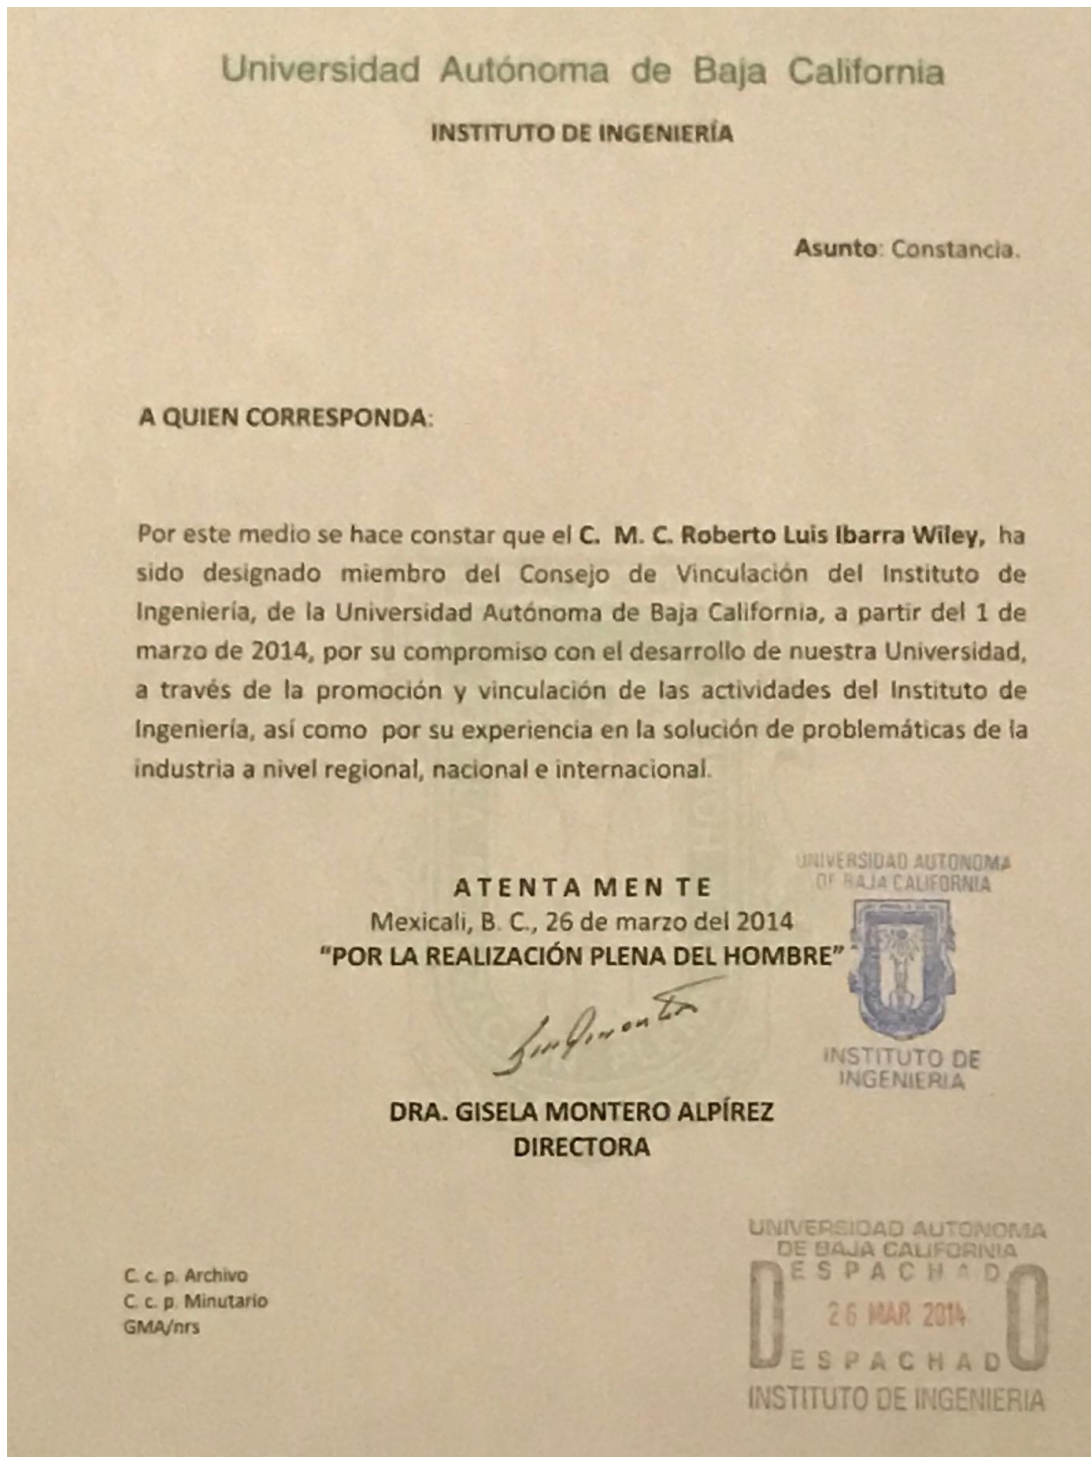 Universidad Autónoma de Baja California
INSTITUTO DE INGENIERÍA
Asunto: Constancia.
A QUIEN CORRESPONDA:
Por este medio se hace constar que el C. M. C. Roberto Luis Ibarra Wiley, ha
sido designado miembro del Consejo de Vinculación del Instituto de
Ingeniería, de la Universidad Autónoma de Baja California, a partir del 1 de
marzo de 2014, por su compromiso con el desarrollo de nuestra Universidad,
a través de la promoción y vinculación de las actividades del Instituto de
Ingeniería, así como por su experiencia en la solución de problemáticas de la
industria a nivel regional, nacional e internacional.
A T E N T A M E N T E
Mexicali, B. C., 26 de marzo del 2014
"POR LA REALIZACIÓN PLENA DEL HOMBRE"
UNIVERSIDAD AUTONOMA
DE BAJA CALIFORNIA
INSTITUTO DE
INGENIERIA
DRA. GISELA MONTERO ALPÍREZ
DIRECTORA
C. c. p. Archivo
C. c. p. Minutario
GMA/nrs
UNIVERSIDAD AUTONOMA
DE BAJA CALIFORNIA
DESPACHADO
26 MAR 2014
DESPACHADO
INSTITUTO DE INGENIERIA